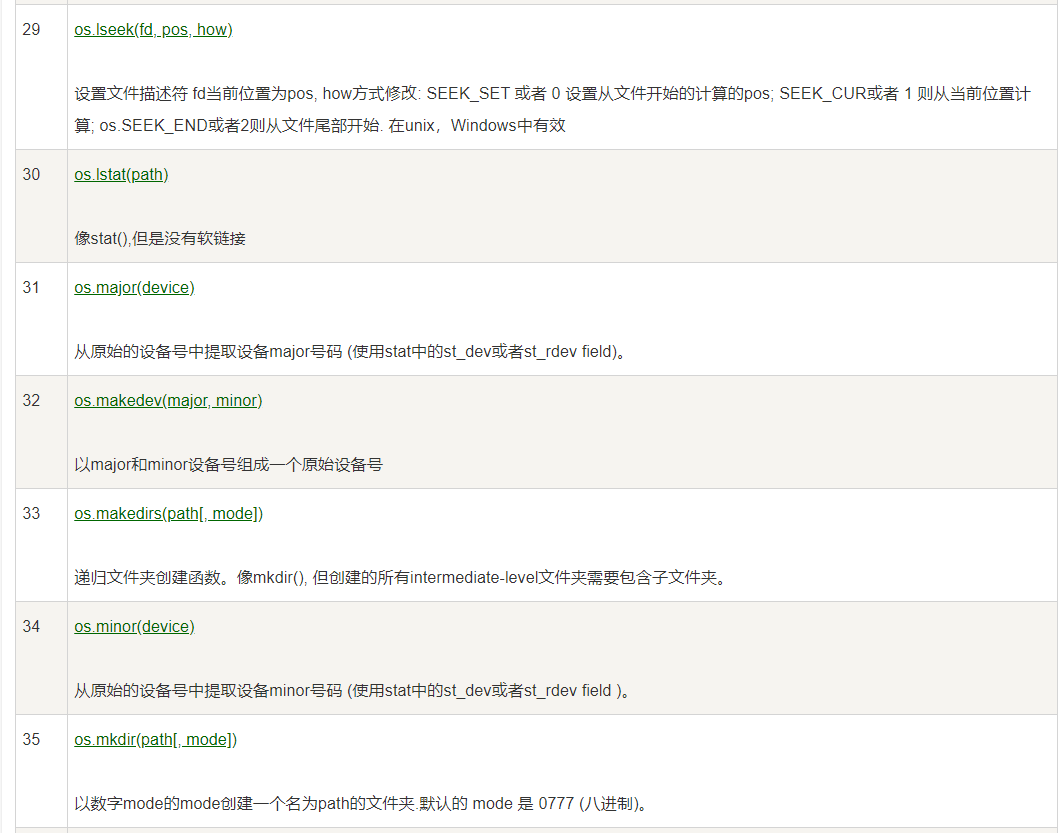 29
os.lseek(fd, pos, how)
设置文件描述符 fd当前位置为pos, how方式修改: SEEK_SET 或者 0 设置从文件开始的计算的pos; SEEK_CUR或者 1 则从当前位置计
算; os.SEEK_END或者2则从文件尾部开始. 在unix，Windows中有效
30
os.lstat(path)
像stat(),但是没有软链接
31
os.major(device)
从原始的设备号中提取设备major号码 (使用stat中的st_dev或者st_rdev field)。
32
os.makedev(major, minor)
以major和minor设备号组成一个原始设备号
33
os.makedirs(path[, mode])
递归文件夹创建函数。像mkdir(), 但创建的所有intermediate-level文件夹需要包含子文件夹。
34
os.minor(device)
从原始的设备号中提取设备minor号码 (使用stat中的st_dev或者st_rdev field )。
35
os.mkdir(path[, mode])
以数字mode的mode创建一个名为path的文件夹.默认的 mode 是 0777 (八进制)。